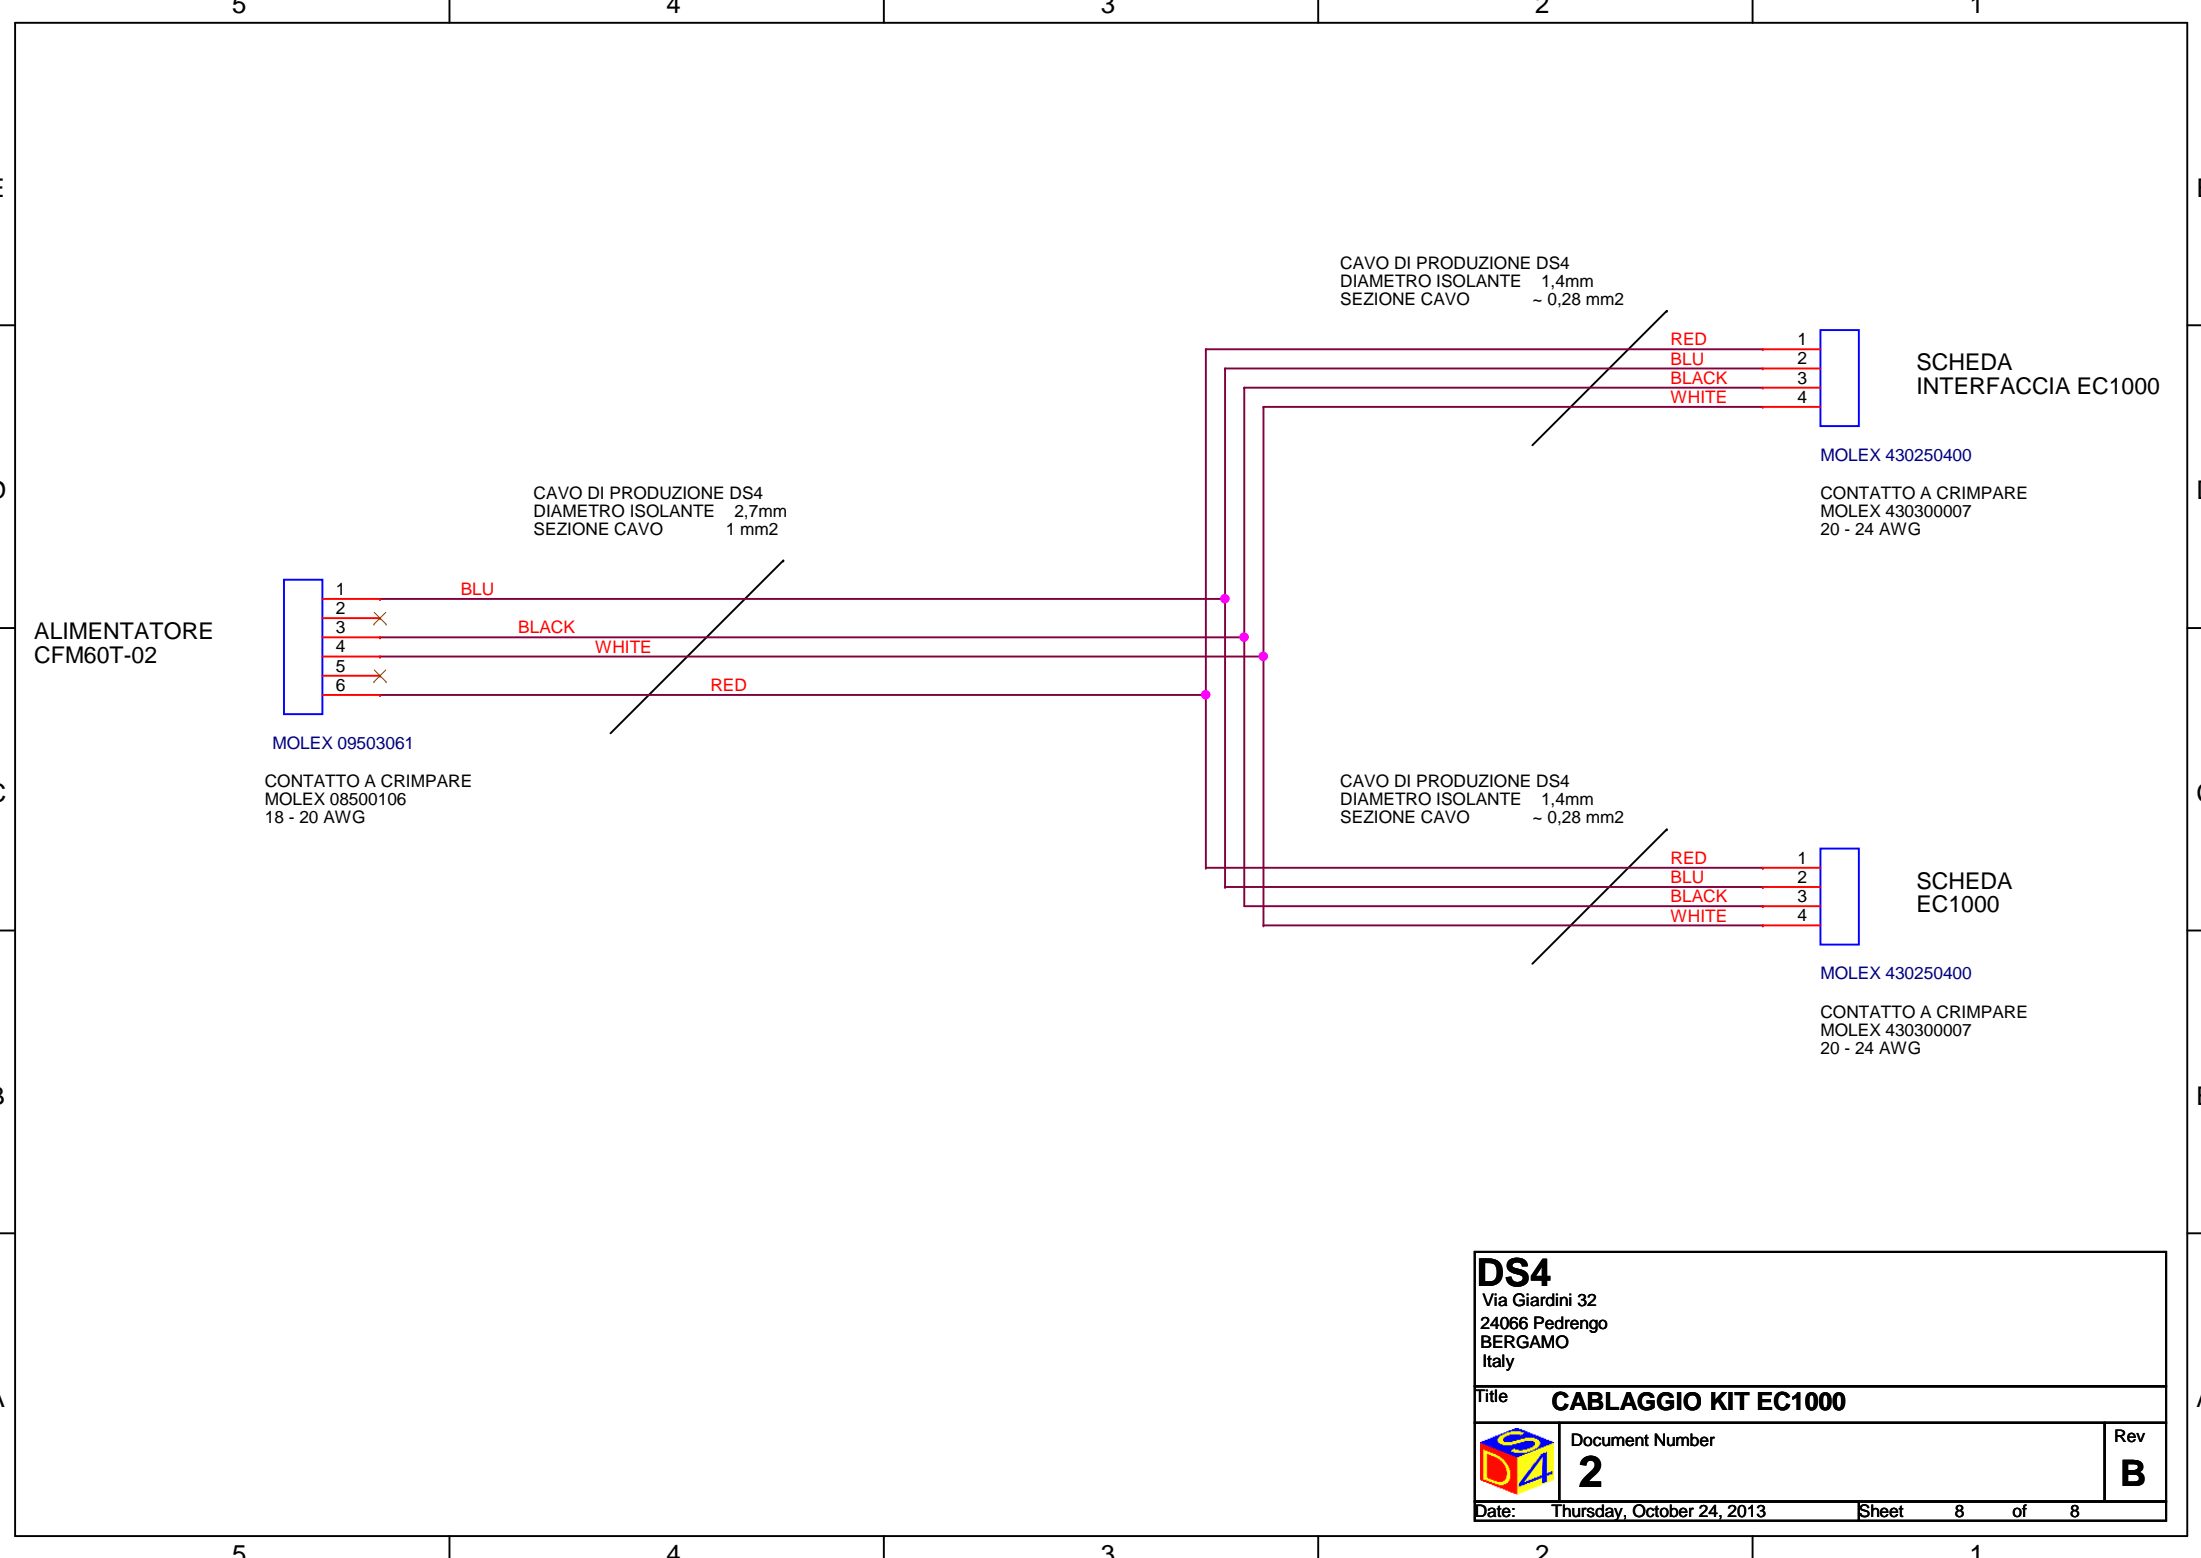 5 4 3 2 1
E E
CAVO DI PRODUZIONE DS4
DIAMETRO ISOLANTE 1,4mm
SEZIONE CAVO ~ 0,28 mm2
RED 1
BLU 2
BLACK 3
WHITE 4
SCHEDA
INTERFACCIA EC1000
MOLEX 430250400
CONTATTO A CRIMPARE
MOLEX 430300007
20 - 24 AWG
D D
CAVO DI PRODUZIONE DS4
DIAMETRO ISOLANTE 2,7mm
SEZIONE CAVO 1 mm2
ALIMENTATORE
CFM60T-02
1 BLU
2
3 BLACK
4 WHITE
5
6 RED
MOLEX 09503061
CONTATTO A CRIMPARE
MOLEX 08500106
18 - 20 AWG
C C
CAVO DI PRODUZIONE DS4
DIAMETRO ISOLANTE 1,4mm
SEZIONE CAVO ~ 0,28 mm2
RED 1
BLU 2
BLACK 3
WHITE 4
SCHEDA
EC1000
MOLEX 430250400
CONTATTO A CRIMPARE
MOLEX 430300007
20 - 24 AWG
B B
DS4
Via Giardini 32
24066 Pedrengo
BERGAMO
Italy
A A
Title CABLAGGIO KIT EC1000
DS4
Document Number
2
Rev
B
Date: Thursday, October 24, 2013 Sheet 8 of 8
5 4 3 2 1